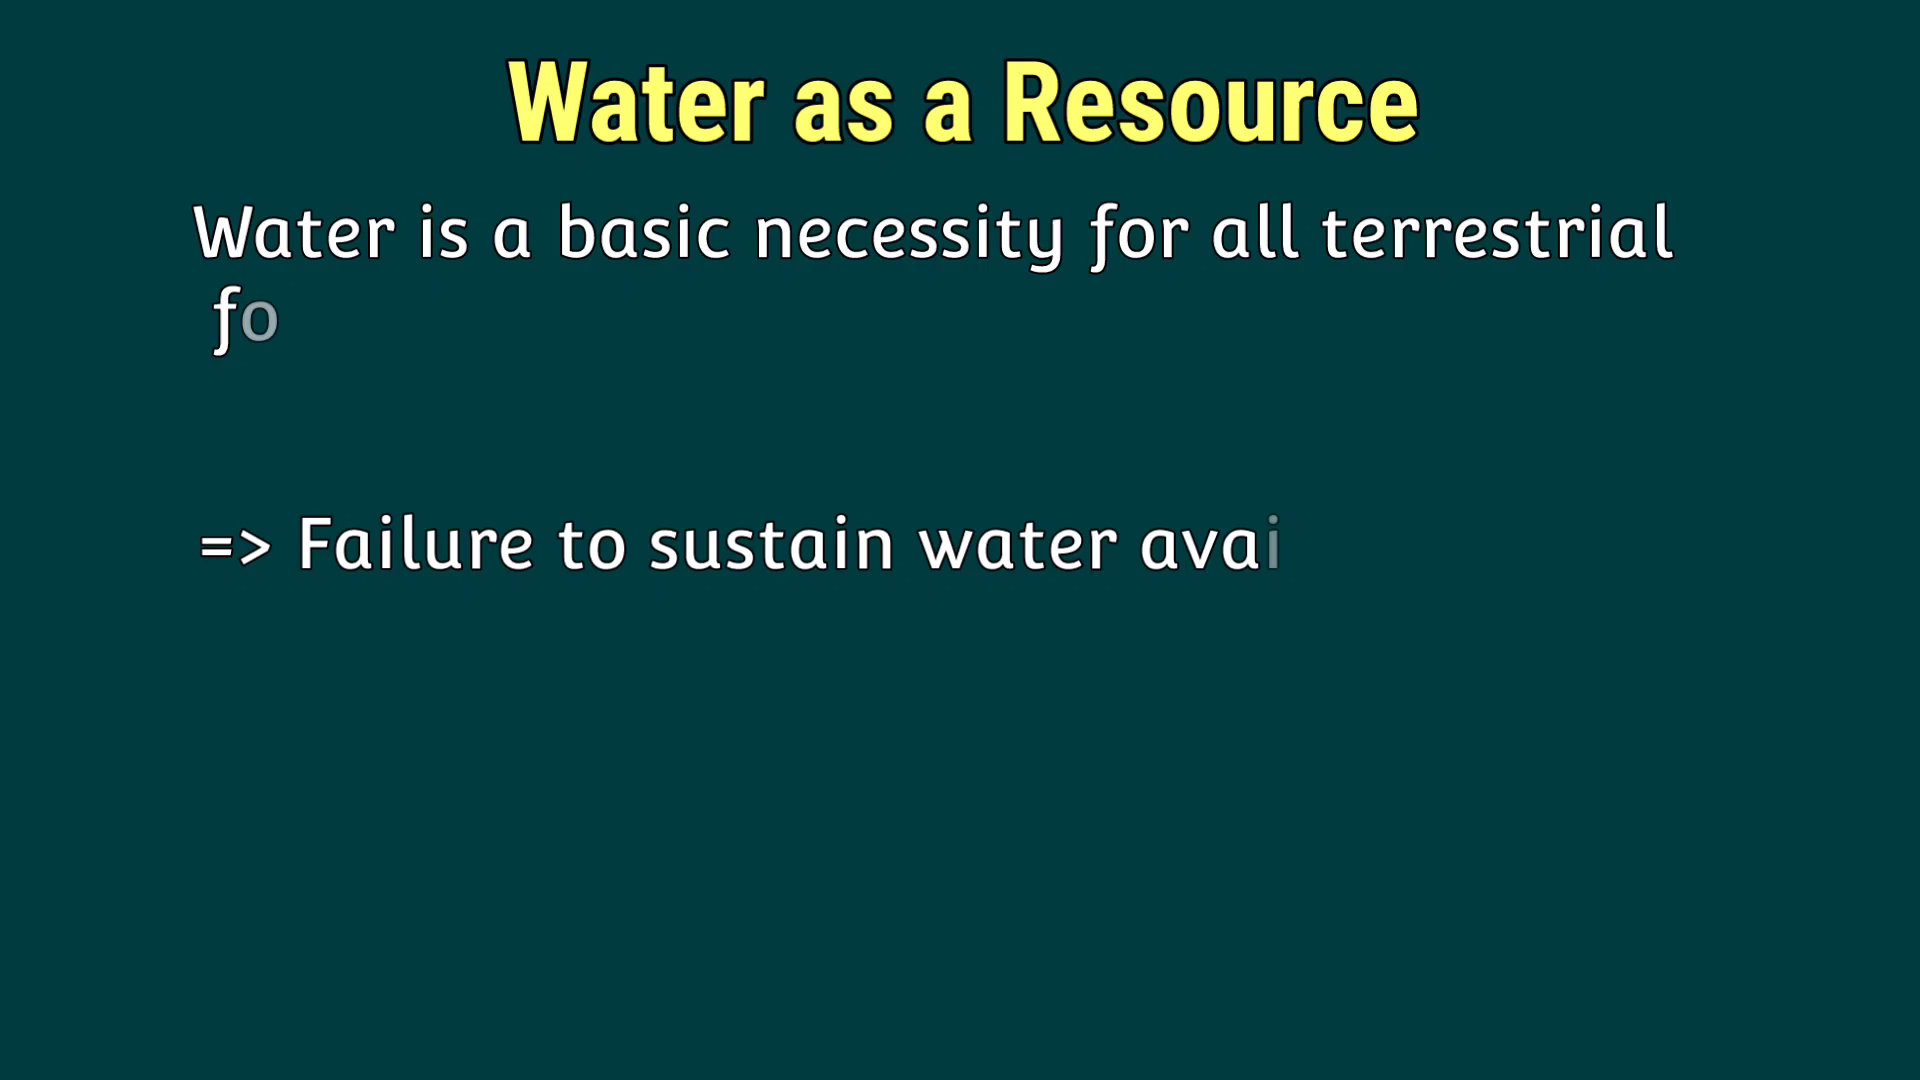 Water as a Resource
Water is a basic necessity for all terrestrial
fo
=> Failure to sustain water avai